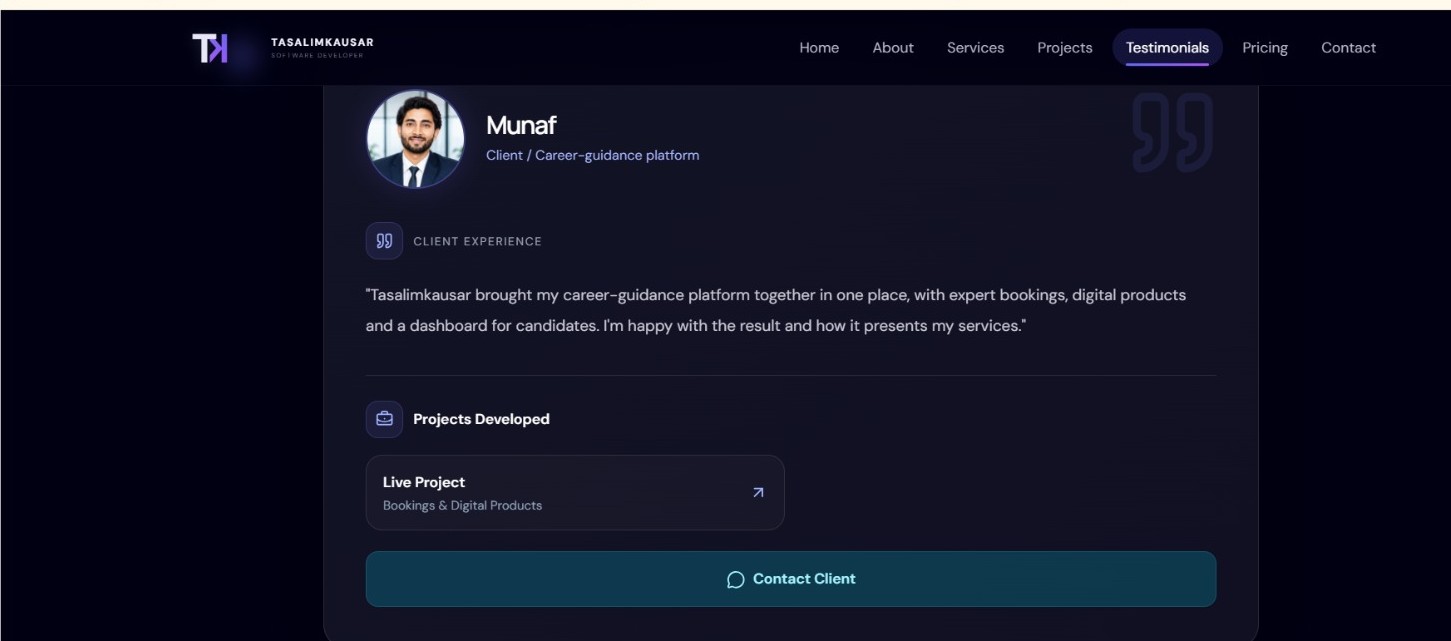 TK
TASALIMKAUSAR
SOFTWARE DEVELOPER
Home About Services Projects Testimonials Pricing Contact
Munaf
Client / Career-guidance platform
CLIENT EXPERIENCE
"Tasalimkausar brought my career-guidance platform together in one place, with expert bookings, digital products
and a dashboard for candidates. I'm happy with the result and how it presents my services."
Projects Developed
Live Project
Bookings & Digital Products
Contact Client